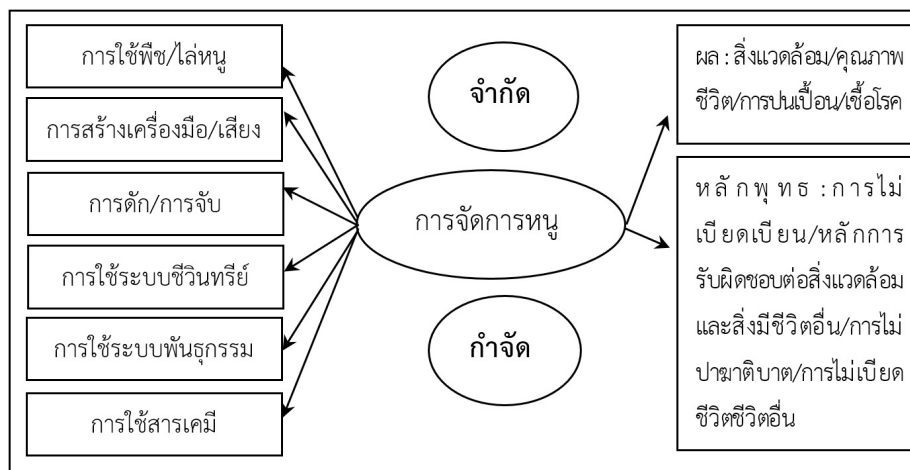 การใช้พืช/ไล่หนู
การสร้างเครื่องมือ/เสียง
การดัก/การจับ
การใช้ระบบชีวินทรีย์
การใช้ระบบพันธุกรรม
การใช้สารเคมี
จำกัด
การจัดการหนู
กำจัด
ผล : สิ่งแวดล้อม/คุณภาพ
ชีวิต/การปนเปื้อน/เชื้อโรค
หลักพุทธ : การไม่
เบียดเบียน/หลักการ
รับผิดชอบต่อสิ่งแวดล้อม
และสิ่งมีชีวิตอื่น/การไม่
ปาฆาติบาต/การไม่เบียด
ชีวิตชีวิตอื่น